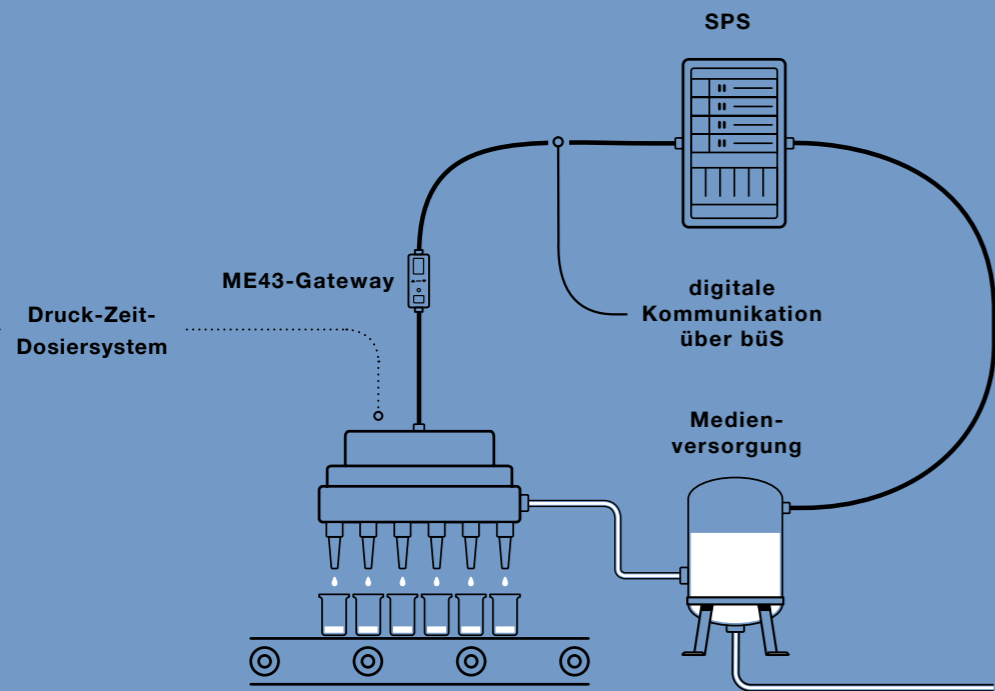 SPS
ME43-Gateway
Druck-Zeit-
Dosiersystem
digitale
Kommunikation
über büS
Medien-
versorgung